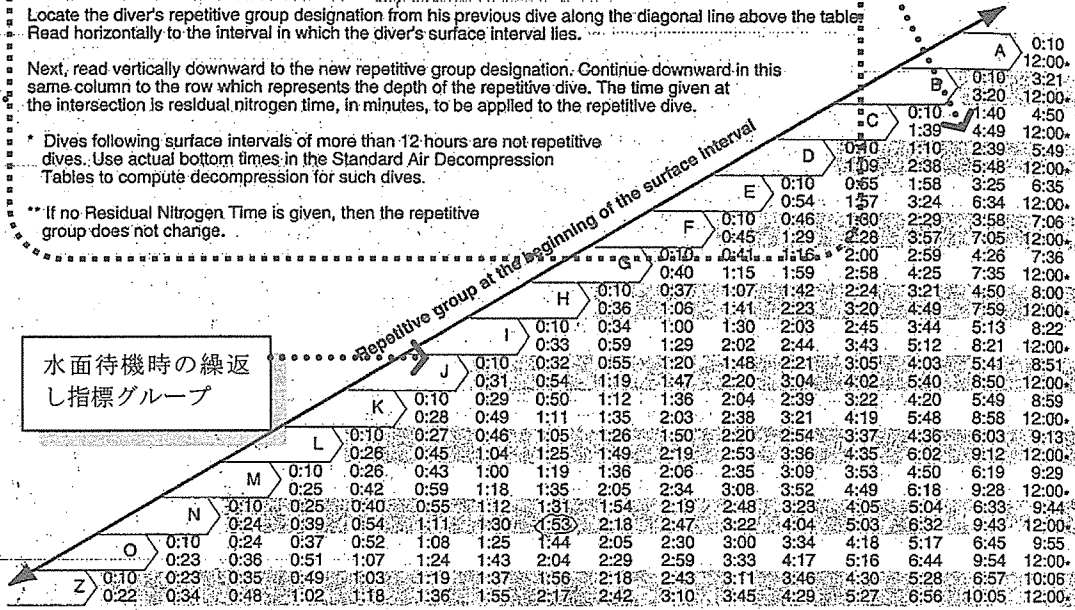 Locate the diver's repetitive group designation from his previous dive along the diagonal line above the table.
Read horizontally to the interval in which the diver's surface interval lies.
Next, read vertically downward to the new repetitive group designation. Continue downward in this
same column to the row which represents the depth of the repetitive dive. The time given at
the intersection is residual nitrogen time, in minutes, to be applied to the repetitive dive.
* Dives following surface intervals of more than 12 hours are not repetitive
dives. Use actual bottom times in the Standard Air Decompression
Tables to compute decompression for such dives.
** If no Residual Nitrogen Time is given, then the repetitive
group does not change.
Repetitive group at the beginning of the surface interval
水面待機時の繰返
し指標グループ
A 0:10
12:00*
B 0:10 3:21
3:20 12:00*
C 0:10 1:40 4:50
1:39 4:49 12:00*
D 0:10 1:10 2:39 5:49
1:09 2:38 5:48 12:00*
E 0:10 0:55 1:58 3:25 6:35
0:54 1:57 3:24 6:34 12:00*
F 0:10 0:46 1:30 2:29 3:58 7:06
0:45 1:29 2:28 3:57 7:05 12:00*
G 0:10 0:41 1:16 2:00 2:59 4:26 7:36
0:40 1:15 1:59 2:58 4:25 7:35 12:00*
H 0:10 0:37 1:07 1:42 2:24 3:21 4:50 8:00
0:36 1:06 1:41 2:23 3:20 4:49 7:59 12:00*
I 0:10 0:34 1:00 1:30 2:03 2:45 3:44 5:13 8:22
0:33 0:59 1:29 2:02 2:44 3:43 5:12 8:21 12:00*
J 0:10 0:32 0:55 1:20 1:48 2:21 3:05 4:03 5:41 8:51
0:31 0:54 1:19 1:47 2:20 3:04 4:02 5:40 8:50 12:00*
K 0:10 0:29 0:50 1:12 1:36 2:04 2:39 3:22 4:20 5:49 8:59
0:28 0:49 1:11 1:35 2:03 2:38 3:21 4:19 5:48 8:58 12:00*
L 0:10 0:27 0:46 1:05 1:26 1:50 2:20 2:54 3:37 4:36 6:03 9:13
0:26 0:45 1:04 1:25 1:49 2:19 2:53 3:36 4:35 6:02 9:12 12:00*
M 0:10 0:26 0:43 1:00 1:19 1:36 2:06 2:35 3:09 3:53 4:50 6:19 9:29
0:25 0:42 0:59 1:18 1:35 2:05 2:34 3:08 3:52 4:49 6:18 9:28 12:00*
N 0:10 0:25 0:40 0:55 1:12 1:31 1:54 2:19 2:48 3:23 4:05 5:04 6:33 9:44
0:24 0:39 0:54 1:11 1:30 1:53 2:18 2:47 3:22 4:04 5:03 6:32 9:43 12:00*
O 0:10 0:24 0:37 0:52 1:08 1:25 1:44 2:05 2:30 3:00 3:34 4:18 5:17 6:45 9:55
0:23 0:36 0:51 1:07 1:24 1:43 2:04 2:29 2:59 3:33 4:17 5:16 6:44 9:54 12:00*
Z 0:10 0:23 0:35 0:49 1:03 1:19 1:37 1:56 2:18 2:43 3:11 3:46 4:30 5:28 6:57 10:06
0:22 0:34 0:48 1:02 1:18 1:36 1:55 2:17 2:42 3:10 3:45 4:29 5:27 6:56 10:05 12:00*